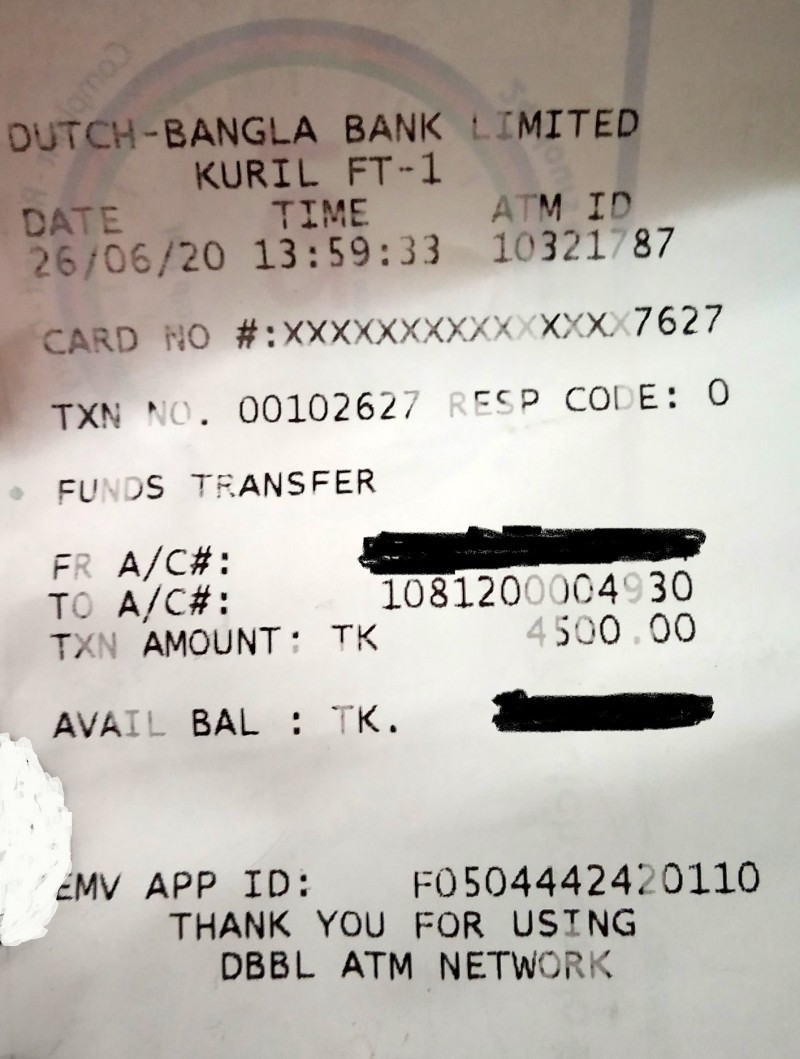 DUTCH-BANGLA BANK LIMITED
KURIL FT-1
DATE TIME ATM ID
26/06/20 13:59:33 10321787
CARD NO #:XXXXXXXXXXXXXXX7627
TXN NO. 00102627 RESP CODE: 0
FUNDS TRANSFER
FR A/C#:
TO A/C#: 1081200004930
TXN AMOUNT: TK 4500.00
AVAIL BAL : TK.
EMV APP ID: F0504442420110
THANK YOU FOR USING
DBBL ATM NETWORK